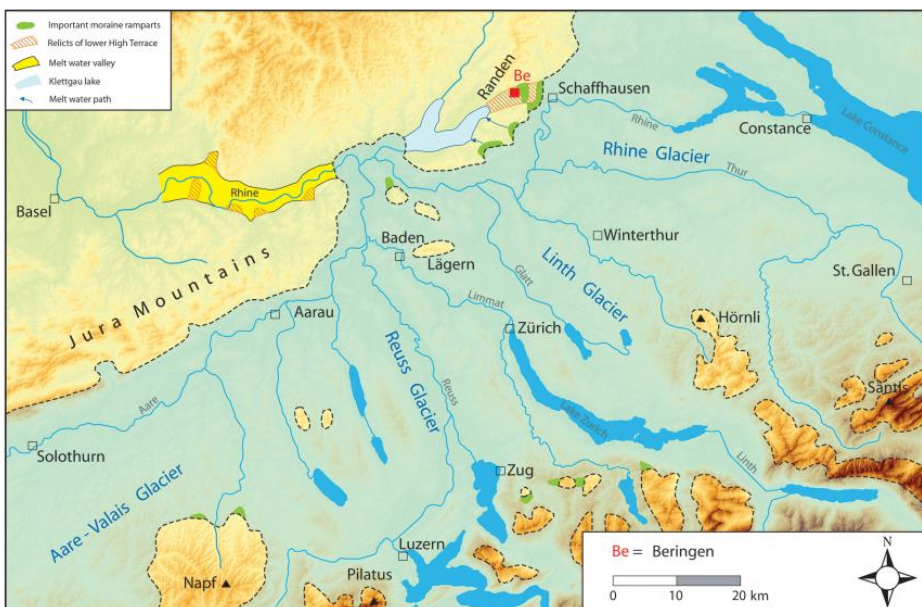 Important moraine ramparts
Relicts of lower High Terrace
Melt water valley
Klettgau lake
Melt water path
Randen
Be
Schaffhausen
Rhine
Constance
Lake Constance
Rhine Glacier
Thur
Basel
Rhine
Baden
Lägern
Winterthur
St. Gallen
Jura Mountains
Glatt
Linth Glacier
Limmat
Aarau
Zürich
Hörnli
Reuss Glacier
Reuss
Säntis
Aare
Lake Zürich
Solothurn
Zug
Linth
Aare-Valais Glacier
Luzern
Napf
Pilatus
Be = Beringen
N
0 10 20 km